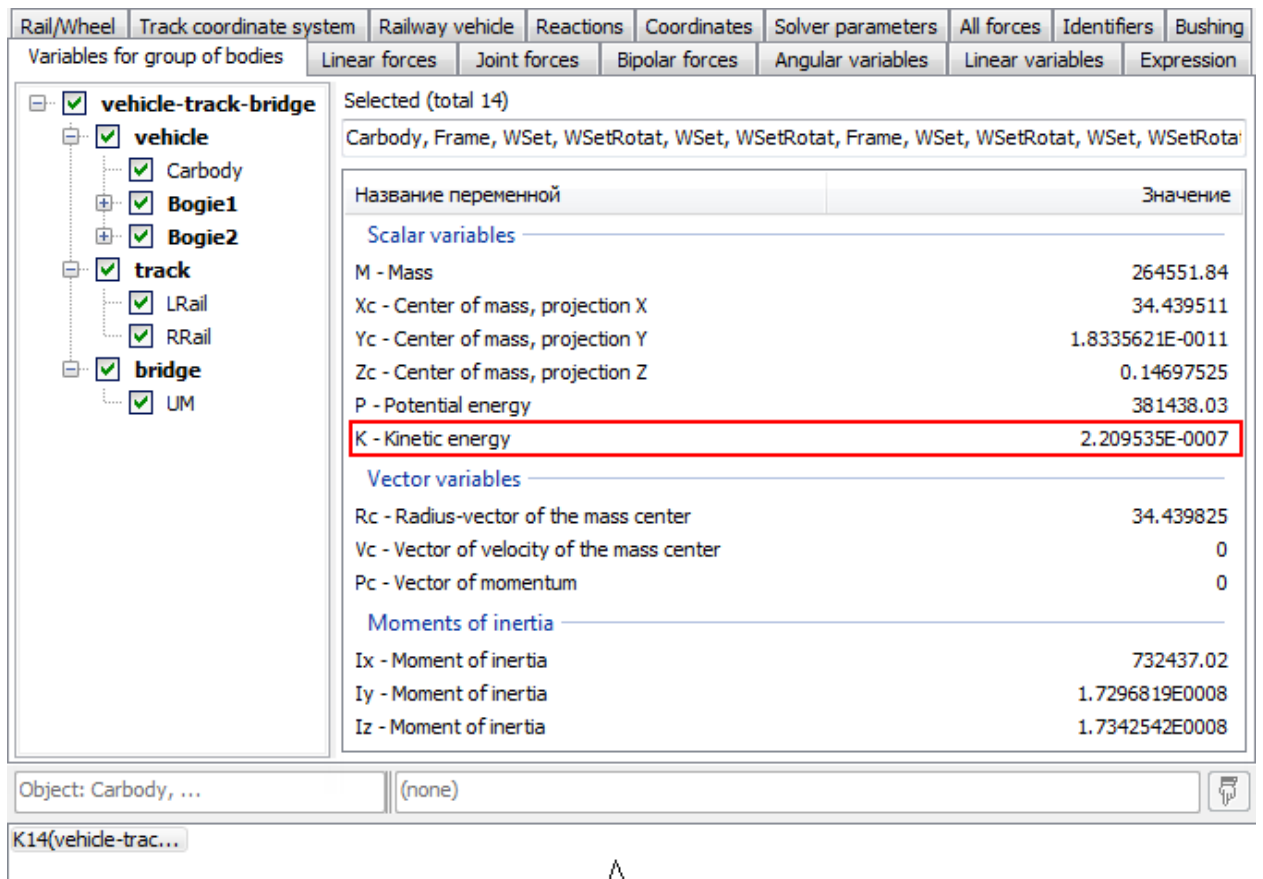 Rail/Wheel Track coordinate system Railway vehicle Reactions Coordinates Solver parameters All forces Identifiers Bushing
Variables for group of bodies Linear forces Joint forces Bipolar forces Angular variables Linear variables Expression
vehicle-track-bridge
vehicle
Carbody
Bogie1
Bogie2
track
LRail
RRail
bridge
UM
Selected (total 14)
Carbody, Frame, WSet, WSetRotat, WSet, WSetRotat, Frame, WSet, WSetRotat, WSet, WSetRotat
Название переменной Значение
Scalar variables
M - Mass 264551.84
Xc - Center of mass, projection X 34.439511
Yc - Center of mass, projection Y 1.8335621E-0011
Zc - Center of mass, projection Z 0.14697525
P - Potential energy 381438.03
K - Kinetic energy 2.209535E-0007
Vector variables
Rc - Radius-vector of the mass center 34.439825
Vc - Vector of velocity of the mass center 0
Pc - Vector of momentum 0
Moments of inertia
Ix - Moment of inertia 732437.02
Iy - Moment of inertia 1.7296819E0008
Iz - Moment of inertia 1.7342542E0008
Object: Carbody, ... (none)
K14(vehicle-trac...